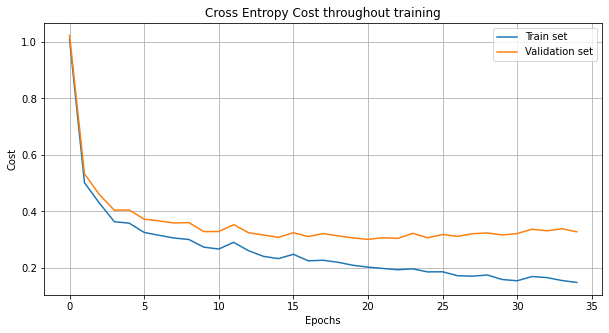 Cross Entropy Cost throughout training
Train set
Validation set
Cost
1.0
0.8
0.6
0.4
0.2
0 5 10 15 20 25 30 35
Epochs